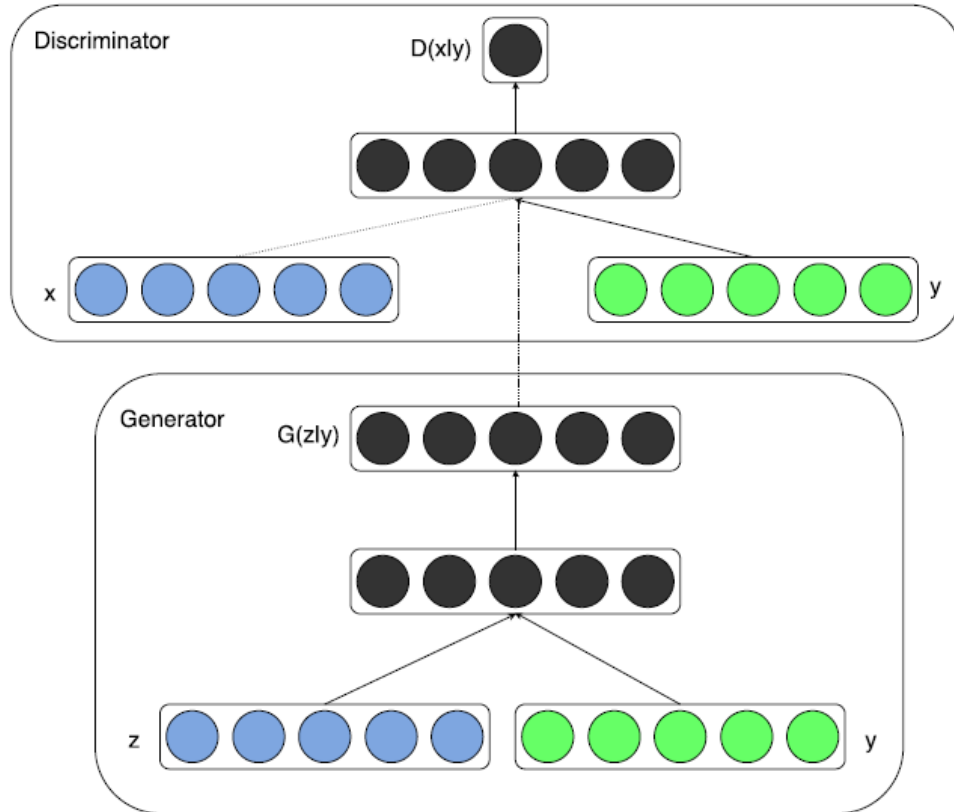 Discriminator
D(x|y)
x
y
Generator
G(z|y)
z
y